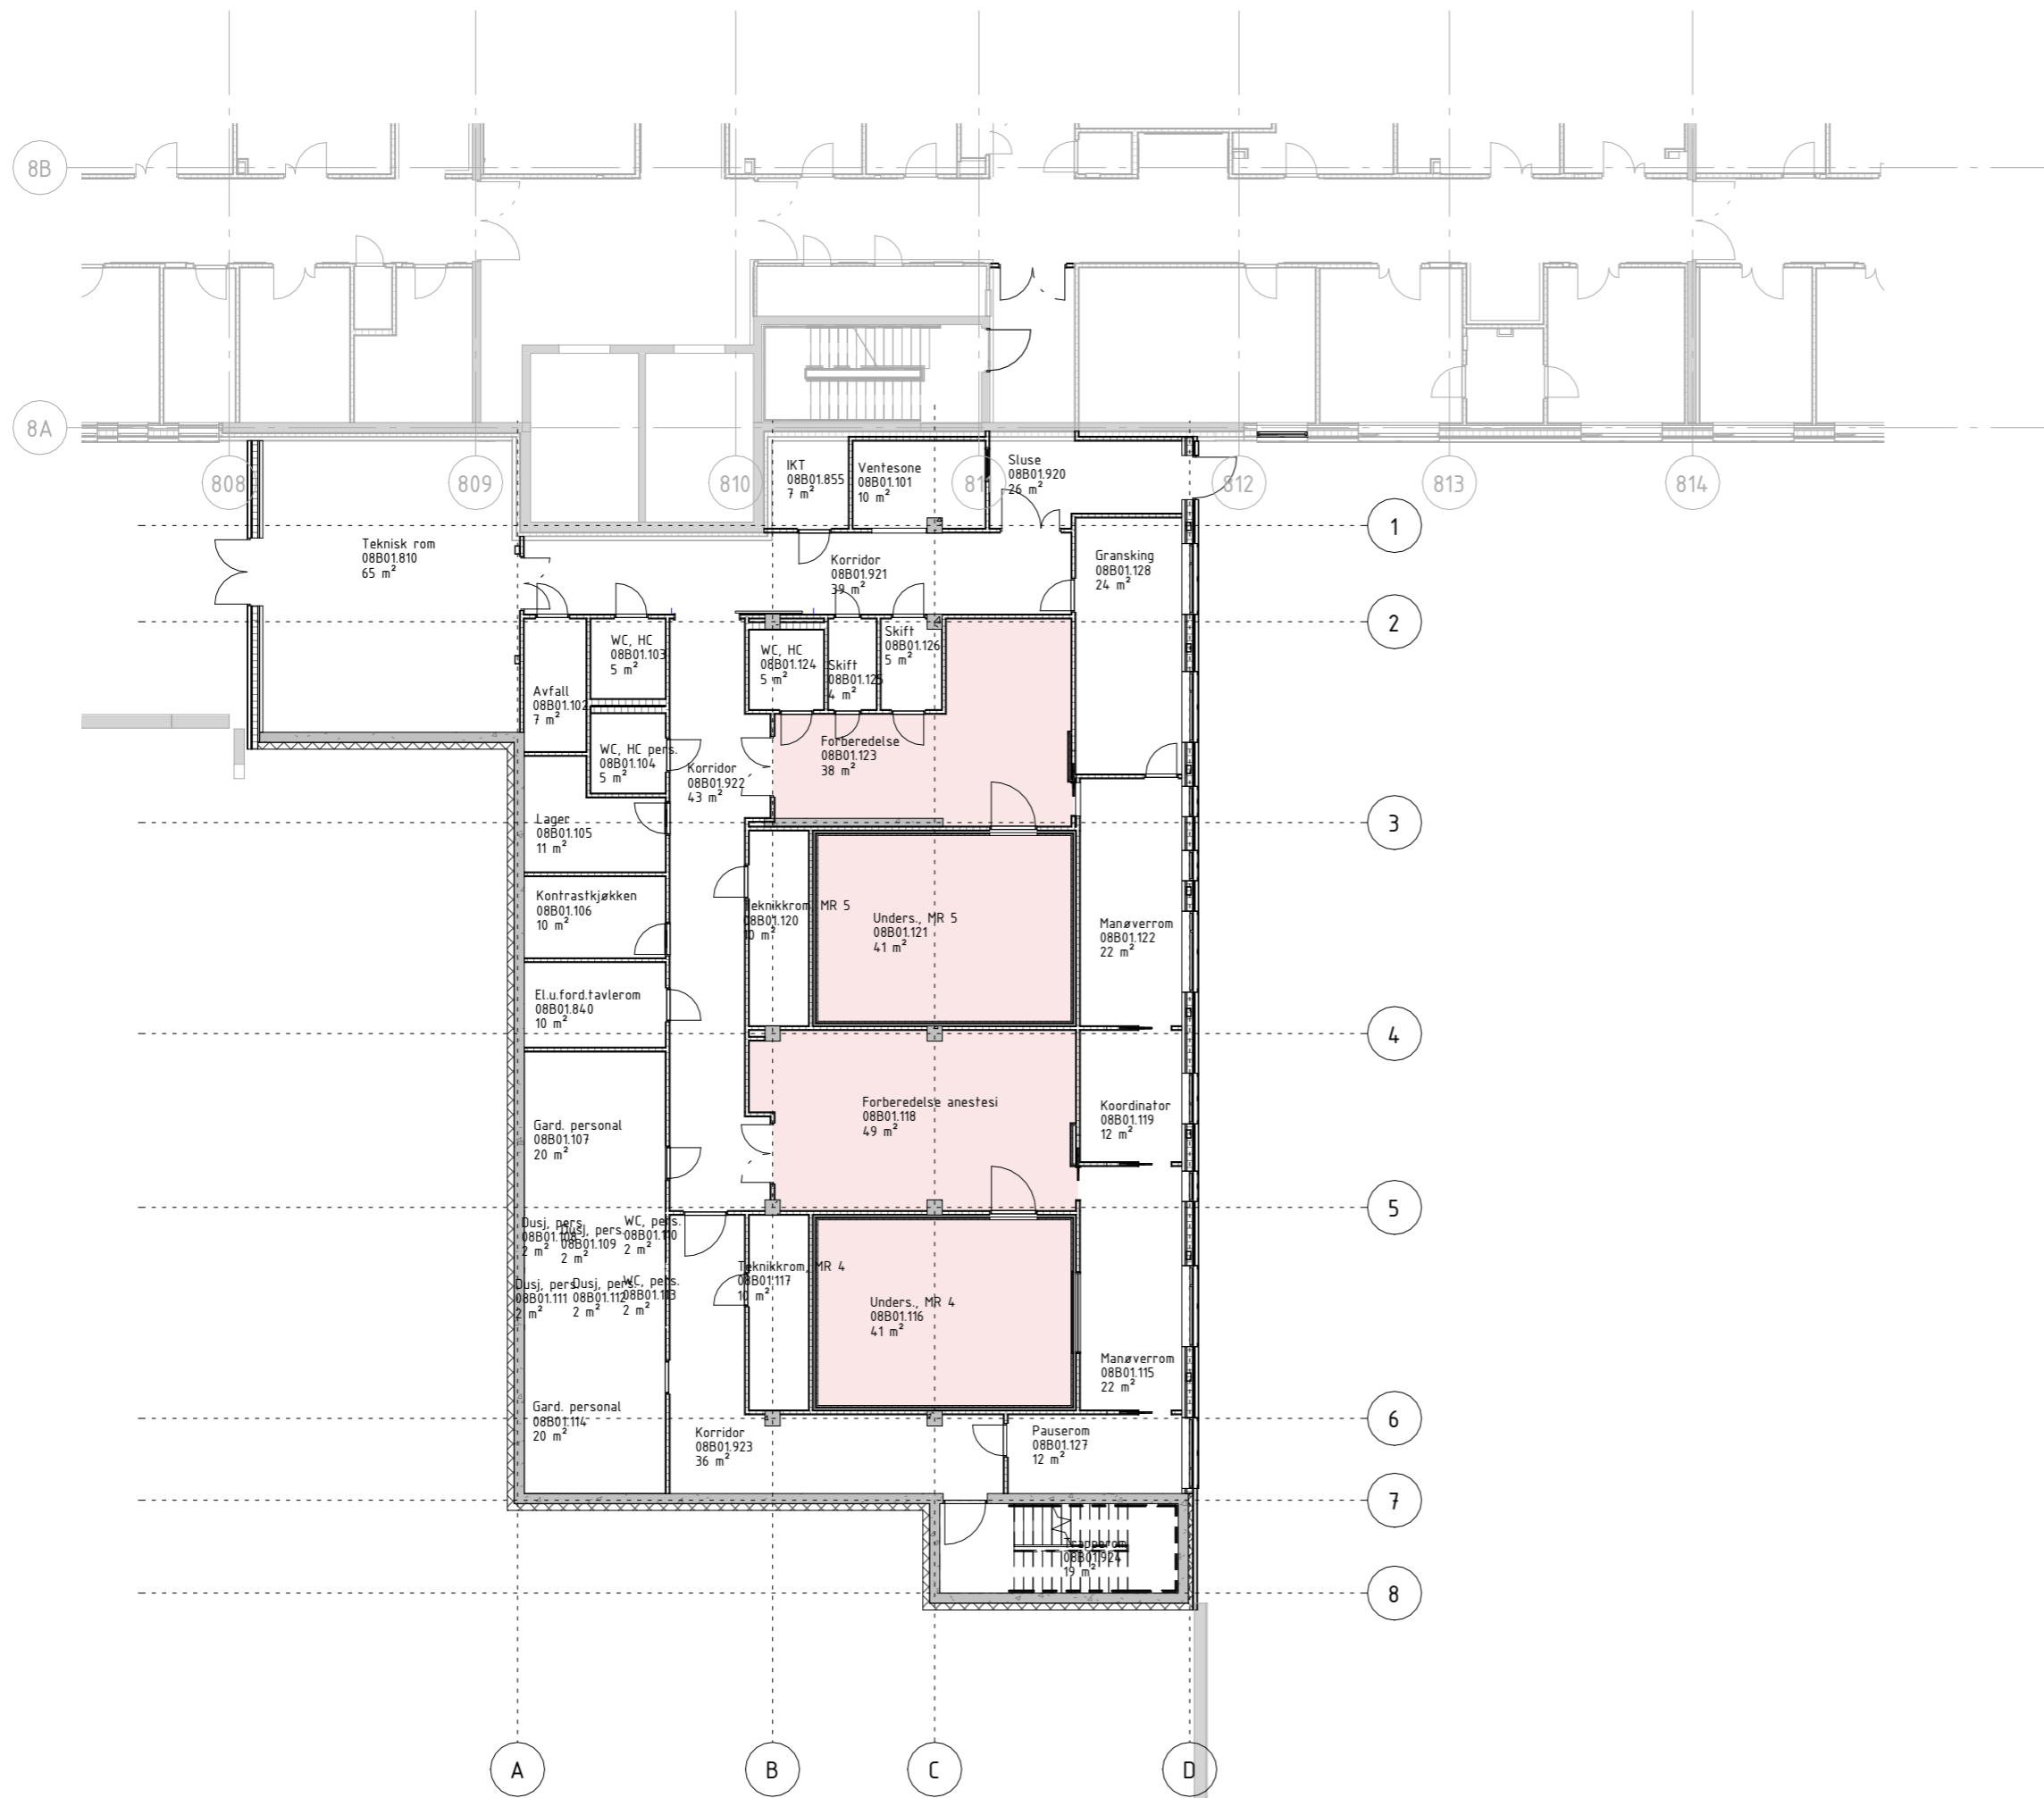 8B
8A
808
809
810
811
812
813
814
IKT
08B01.855
7 m²
Ventesone
08B01.101
10 m²
Sluse
08B01.920
26 m²
1
Teknisk rom
08B01.810
65 m²
Korridor
08B01.921
39 m²
Gransking
08B01.128
24 m²
2
WC, HC
08B01.103
5 m²
WC, HC
08B01.124
5 m²
Skift
08B01.125
4 m²
Skift
08B01.126
5 m²
Avfall
08B01.102
7 m²
WC, HC pers.
08B01.104
5 m²
Korridor
08B01.922
43 m²
Forberedelse
08B01.123
38 m²
3
Lager
08B01.105
11 m²
Kontrastkjøkken
08B01.106
10 m²
Teknikkrom, MR 5
08B01.120
10 m²
Unders., MR 5
08B01.121
41 m²
Manøverrom
08B01.122
22 m²
El.u.ford.tavlerom
08B01.840
10 m²
4
Gard. personal
08B01.107
20 m²
Forberedelse anestesi
08B01.118
49 m²
Koordinator
08B01.119
12 m²
5
Dusj, pers.
08B01.108
2 m²
Dusj, pers.
08B01.109
2 m²
WC, pers.
08B01.110
2 m²
Dusj, pers.
08B01.111
2 m²
Dusj, pers.
08B01.112
2 m²
WC, pers.
08B01.113
2 m²
Teknikkrom, MR 4
08B01.117
10 m²
Unders., MR 4
08B01.116
41 m²
Manøverrom
08B01.115
22 m²
Gard. personal
08B01.114
20 m²
6
Korridor
08B01.923
36 m²
Pauserom
08B01.127
12 m²
7
Trapperom
08B01.924
19 m²
8
A
B
C
D